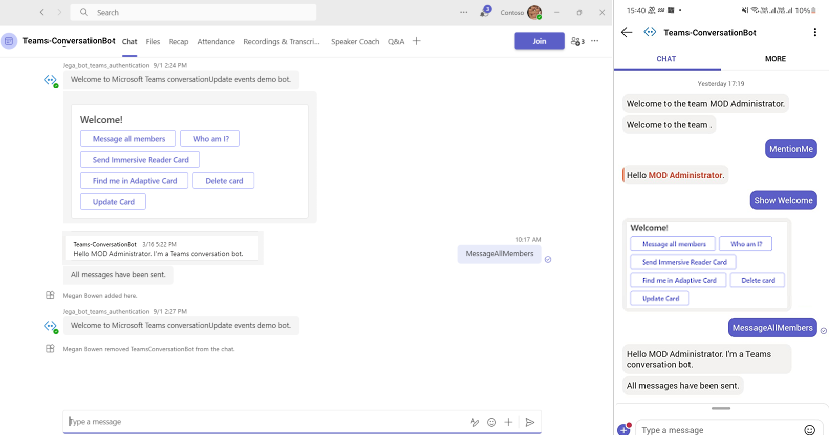 Search
3
Contoso
Teams-ConversationBot
Chat
Files
Recap
Attendance
Recordings & Transcri...
Speaker Coach
Q&A
Join
3
Jega_bot_teams_authentication 9/1 2:24 PM
Welcome to Microsoft Teams conversationUpdate events demo bot.
Welcome!
Message all members
Who am I?
Send Immersive Reader Card
Find me in Adaptive Card
Delete card
Update Card
Teams-ConversationBot 3/16 5:22 PM
Hello MOD Administrator. I'm a Teams conversation bot.
10:17 AM
MessageAllMembers
All messages have been sent.
Megan Bowen added here.
Jega_bot_teams_authentication 9/1 2:27 PM
Welcome to Microsoft Teams conversationUpdate events demo bot.
Megan Bowen removed TeamsConversationBot from the chat.
Type a message
15:40
10%
Teams-ConversationBot
CHAT
MORE
Yesterday 17:19
Welcome to the team MOD Administrator.
Welcome to the team .
MentionMe
Hello MOD Administrator.
Show Welcome
Welcome!
Message all members
Who am I?
Send Immersive Reader Card
Find me in Adaptive Card
Delete card
Update Card
MessageAllMembers
Hello MOD Administrator. I'm a Teams
conversation bot.
All messages have been sent.
Type a message